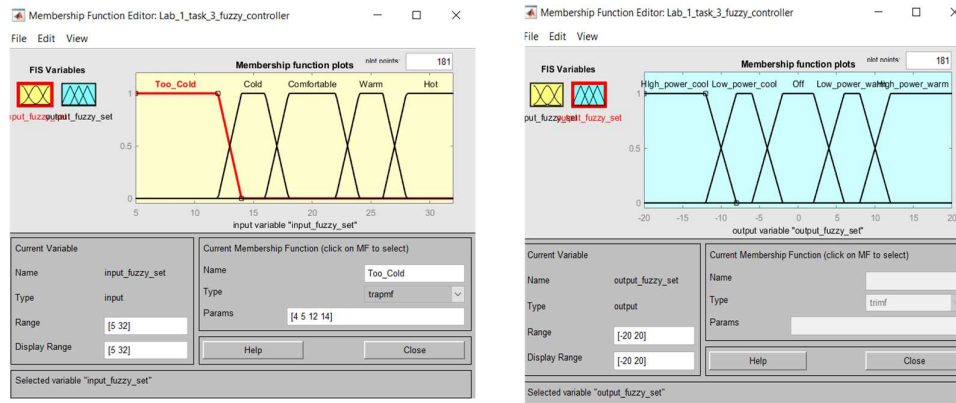 Membership Function Editor: Lab_1_task_3_fuzzy_controller
File Edit View
FIS Variables
Membership function plots
plot points:
181
Too_Cold Cold Comfortable Warm Hot
1
0.5
0
5 10 15 20 25 30
input variable "input_fuzzy_set"
Current Variable
Name input_fuzzy_set
Type input
Range [5 32]
Display Range [5 32]
Current Membership Function (click on MF to select)
Name Too_Cold
Type trapmf
Params [4 5 12 14]
Help Close
Selected variable "input_fuzzy_set"
Membership Function Editor: Lab_1_task_3_fuzzy_controller
File Edit View
FIS Variables
Membership function plots
plot points:
181
High_power_cool Low_power_cool Off Low_power_warm High_power_warm
1
0.5
0
-20 -15 -10 -5 0 5 10 15 20
output variable "output_fuzzy_set"
Current Variable
Name output_fuzzy_set
Type output
Range [-20 20]
Display Range [-20 20]
Current Membership Function (click on MF to select)
Name
Type trimf
Params
Help Close
Selected variable "output_fuzzy_set"